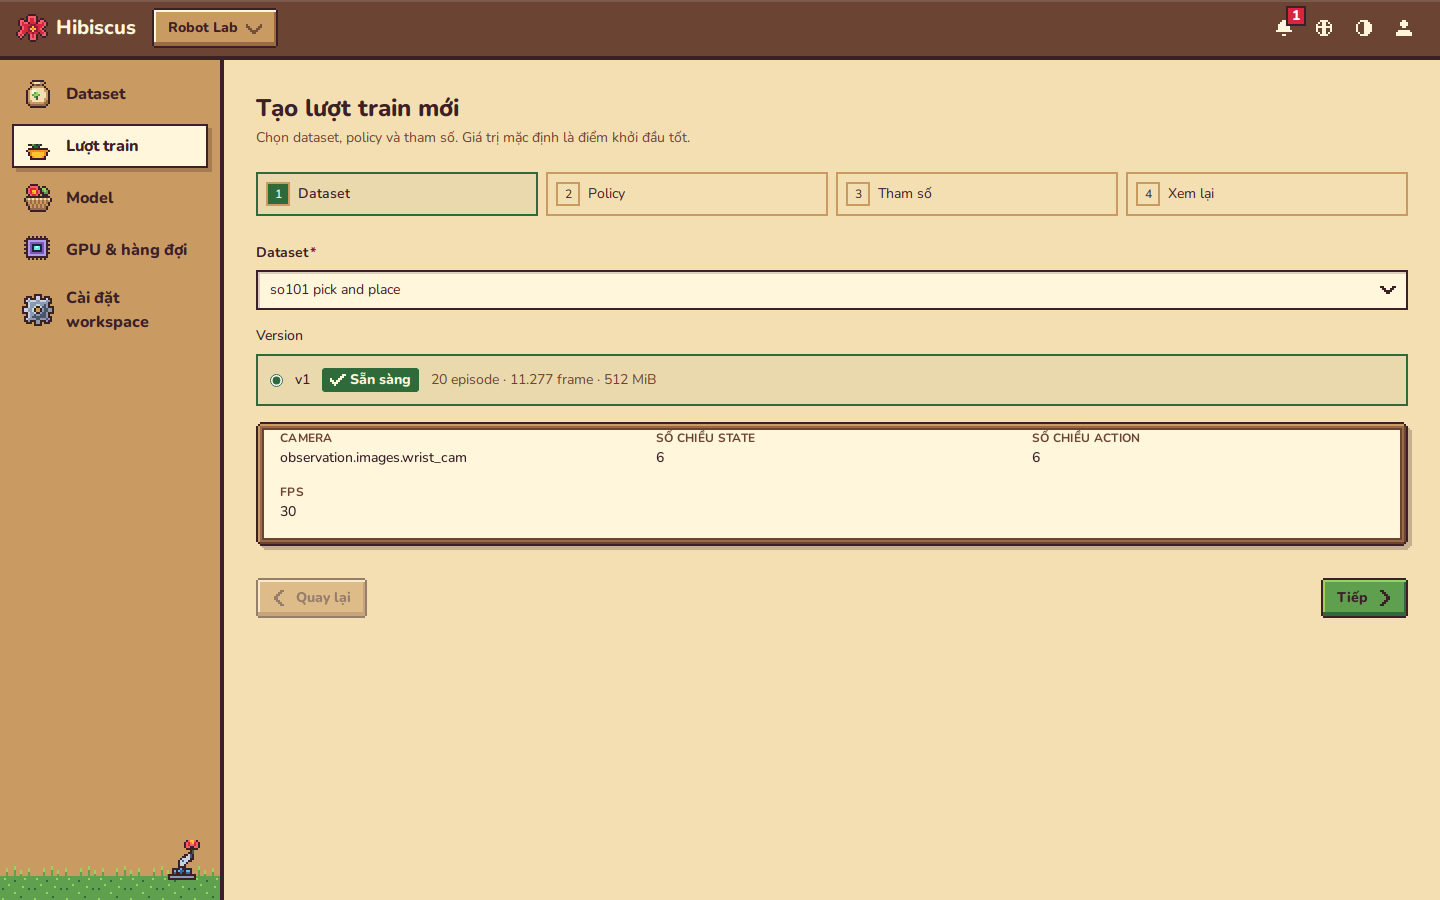 Hibiscus
Robot Lab
1
Dataset
Lượt train
Model
GPU & hàng đợi
Cài đặt
workspace
Tạo lượt train mới
Chọn dataset, policy và tham số. Giá trị mặc định là điểm khởi đầu tốt.
1 Dataset
2 Policy
3 Tham số
4 Xem lại
Dataset*
so101 pick and place
Version
v1 Sẵn sàng 20 episode · 11.277 frame · 512 MiB
CAMERA
observation.images.wrist_cam
SỐ CHIỀU STATE
6
SỐ CHIỀU ACTION
6
FPS
30
Quay lại
Tiếp